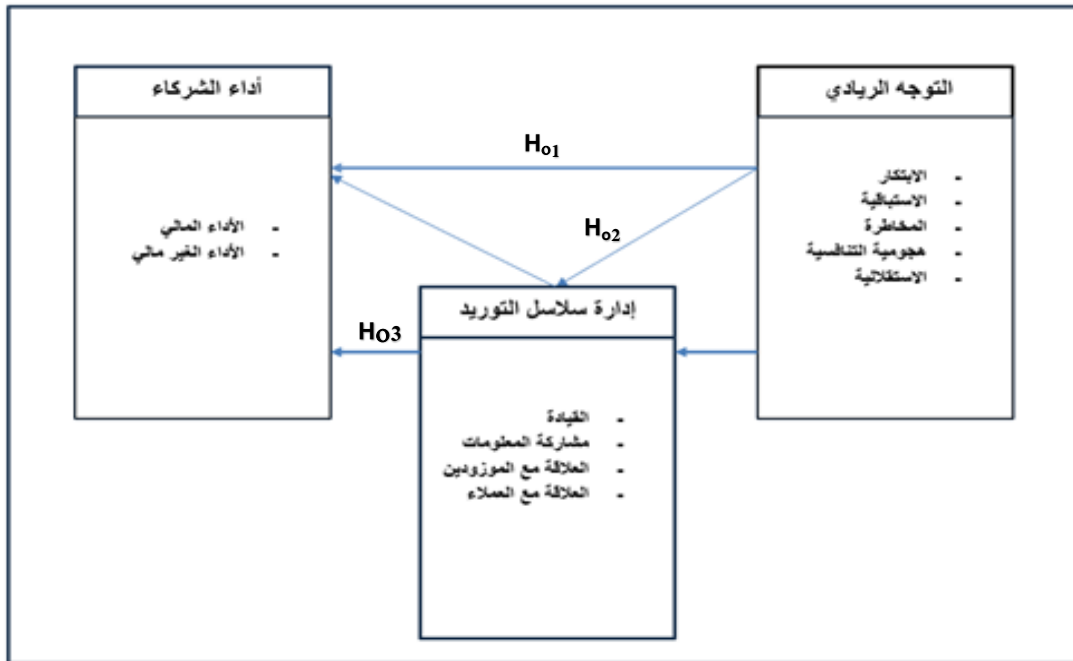 التوجه الريادي
- الابتكار
- الاستباقية
- المخاطرة
- هجومية التنافسية
- الاستقلالية
Ho1
Ho2
أداء الشركاء
- الأداء المالي
- الأداء الغير مالي
إدارة سلاسل التوريد
- القيادة
- مشاركة المعلومات
- العلاقة مع الموزودين
- العلاقة مع العملاء
HO3